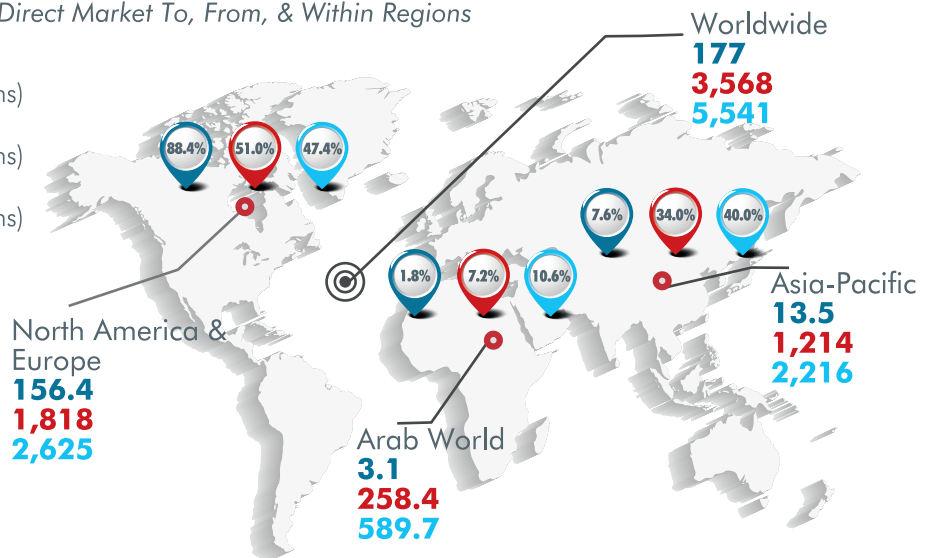 Direct Market To, From, & Within Regions
ns)
ns)
ns)
Worldwide
177
3,568
5,541
88.4% 51.0% 47.4%
7.6% 34.0% 40.0%
1.8% 7.2% 10.6%
Asia-Pacific
13.5
1,214
2,216
North America &
Europe
156.4
1,818
2,625
Arab World
3.1
258.4
589.7